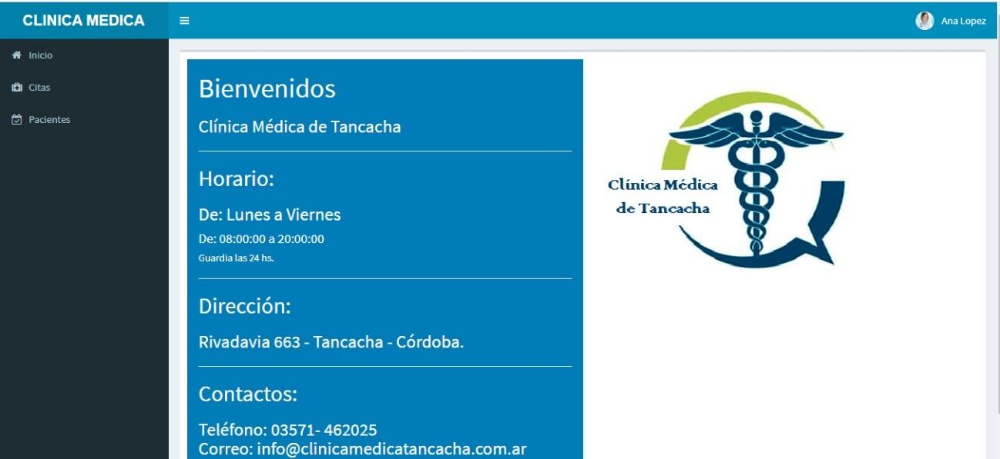 CLINICA MEDICA
Ana Lopez
Inicio
Citas
Pacientes
Bienvenidos
Clínica Médica de Tancacha
Horario:
De: Lunes a Viernes
De: 08:00:00 a 20:00:00
Guardia las 24 hs.
Dirección:
Rivadavia 663 - Tancacha - Córdoba.
Contactos:
Teléfono: 03571- 462025
Correo: info@clinicamedicatancacha.com.ar
Clínica Médica
de Tancacha